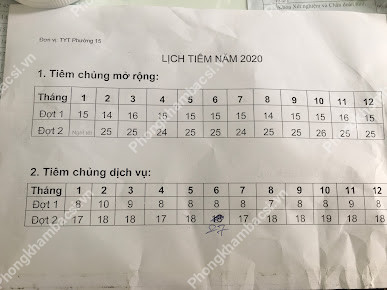 Đơn vị: TYT Phường 15
LỊCH TIÊM NĂM 2020
1. Tiêm chúng mở rộng:
Tháng 1 2 3 4 5 6 7 8 9 10 11 12
Đợt 1 15 14 16 15 15 15 15 14 15 15 16 15
Đợt 2 25 25 24 25 25 24 25 25 26 25 25
2. Tiêm chúng dịch vụ:
Tháng 1 2 3 4 5 6 7 8 9 10 11 12
Đợt 1 8 10 9 8 8 8 8 7 8 8 9 8
Đợt 2 17 18 18 17 18 17 18 18 19 18 18
27
Phongkhambacsi.vn